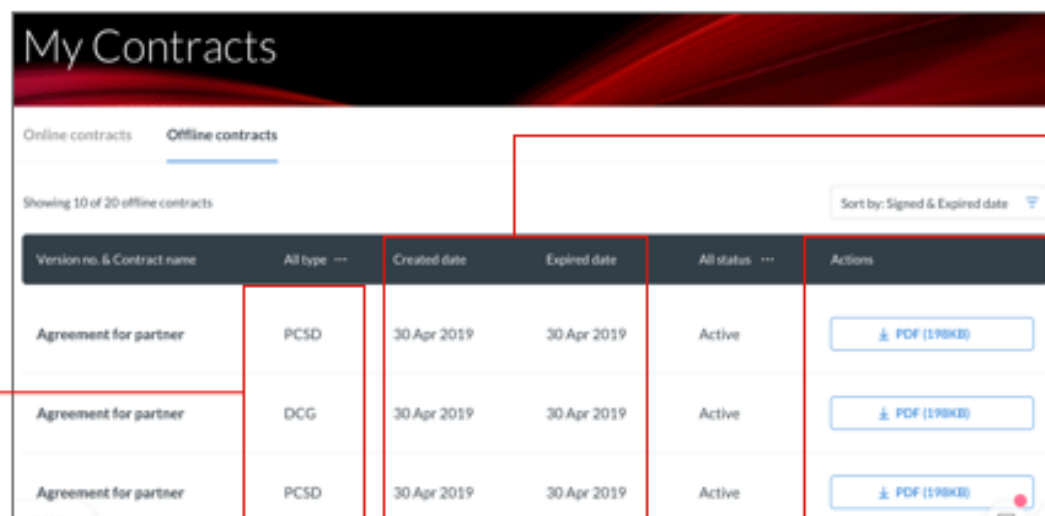 My Contracts
Online contracts Offline contracts
Showing 10 of 20 offline contracts Sort by: Signed & Expired date
Version no. & Contract name All type ··· Created date Expired date All status ··· Actions
Agreement for partner PCSD 30 Apr 2019 30 Apr 2019 Active PDF (198KB)
Agreement for partner DCG 30 Apr 2019 30 Apr 2019 Active PDF (198KB)
Agreement for partner PCSD 30 Apr 2019 30 Apr 2019 Active PDF (198KB)